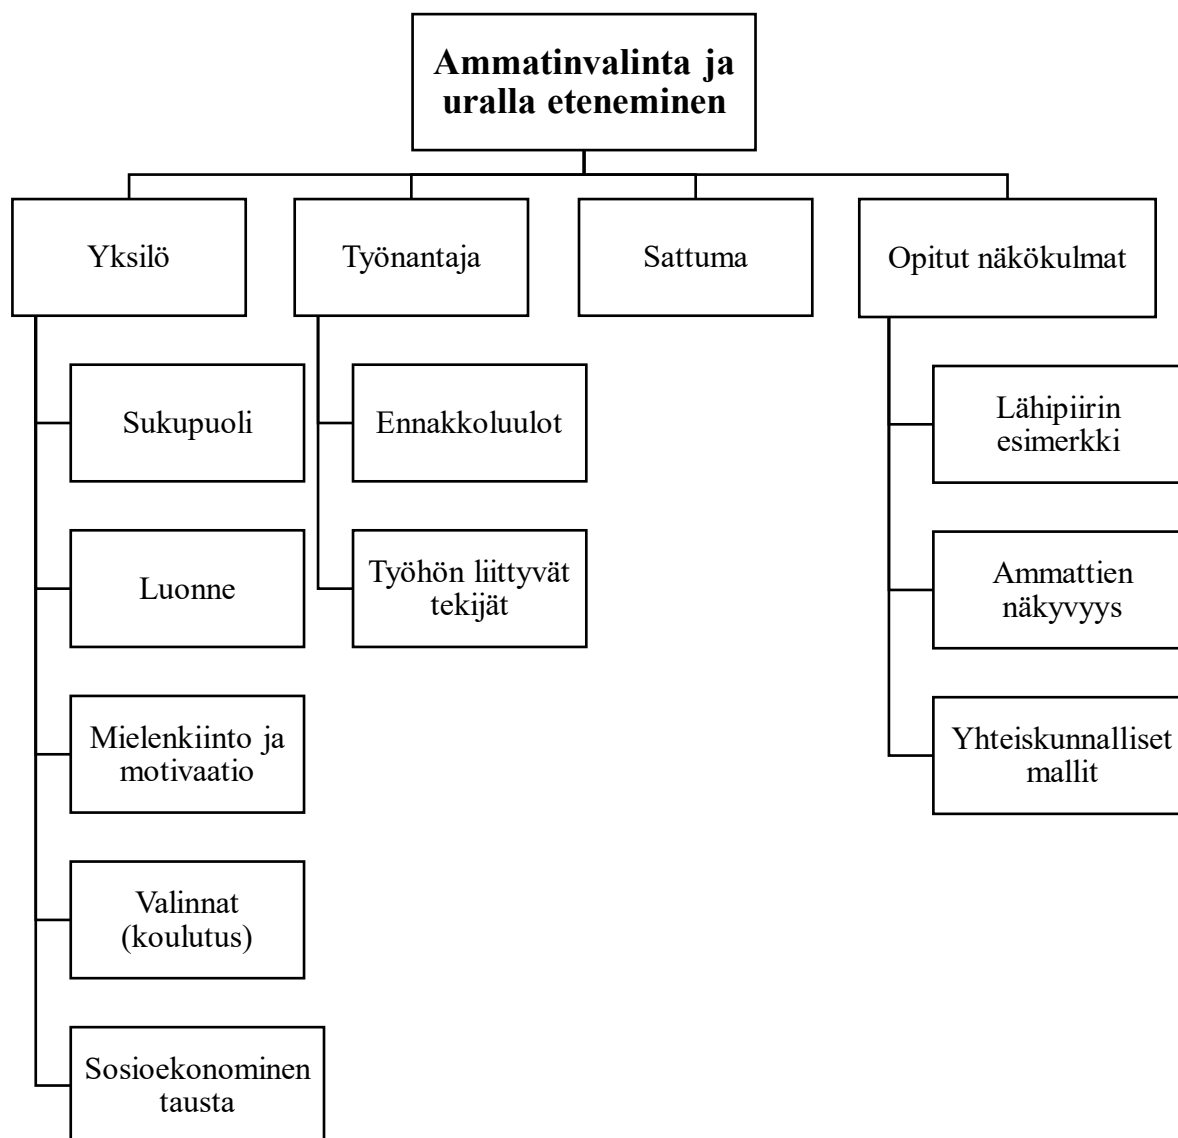 Ammatinvalinta ja
uralla eteneminen
Yksilö
Työnantaja
Sattuma
Opitut näkökulmat
Sukupuoli
Luonne
Mielenkiinto ja
motivaatio
Valinnat
(koulutus)
Sosioekonominen
tausta
Ennakkoluulot
Työhön liittyvät
tekijät
Lähipiirin
esimerkki
Ammattien
näkyvyys
Yhteiskunnalliset
mallit